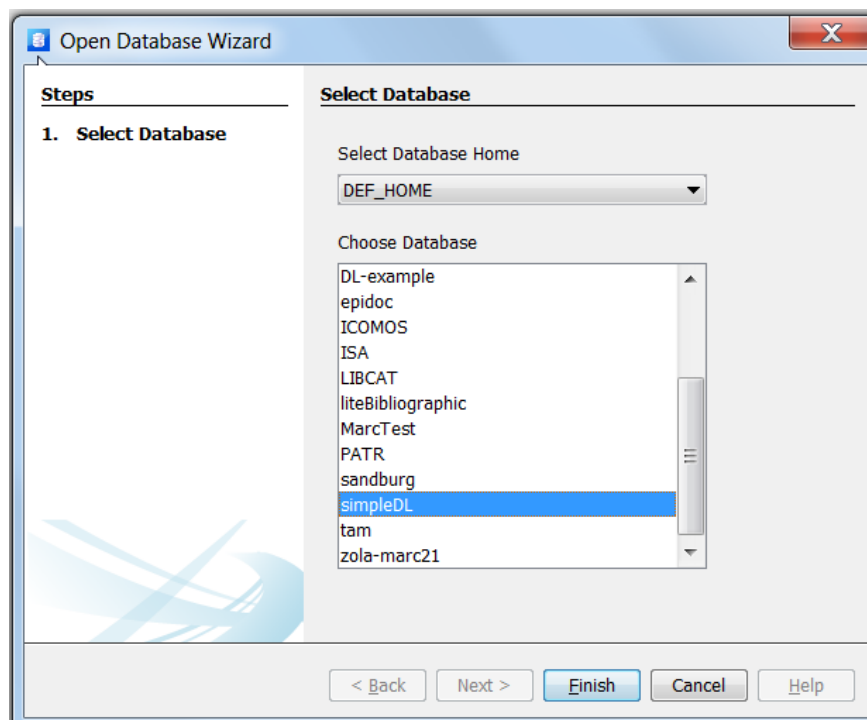 Open Database Wizard
Steps
1. Select Database
Select Database
Select Database Home
DEF_HOME
Choose Database
DL-example
epidoc
ICOMOS
ISA
LIBCAT
liteBibliographic
MarcTest
PATR
sandburg
simpleDL
tam
zola-marc21
< Back Next > Finish Cancel Help